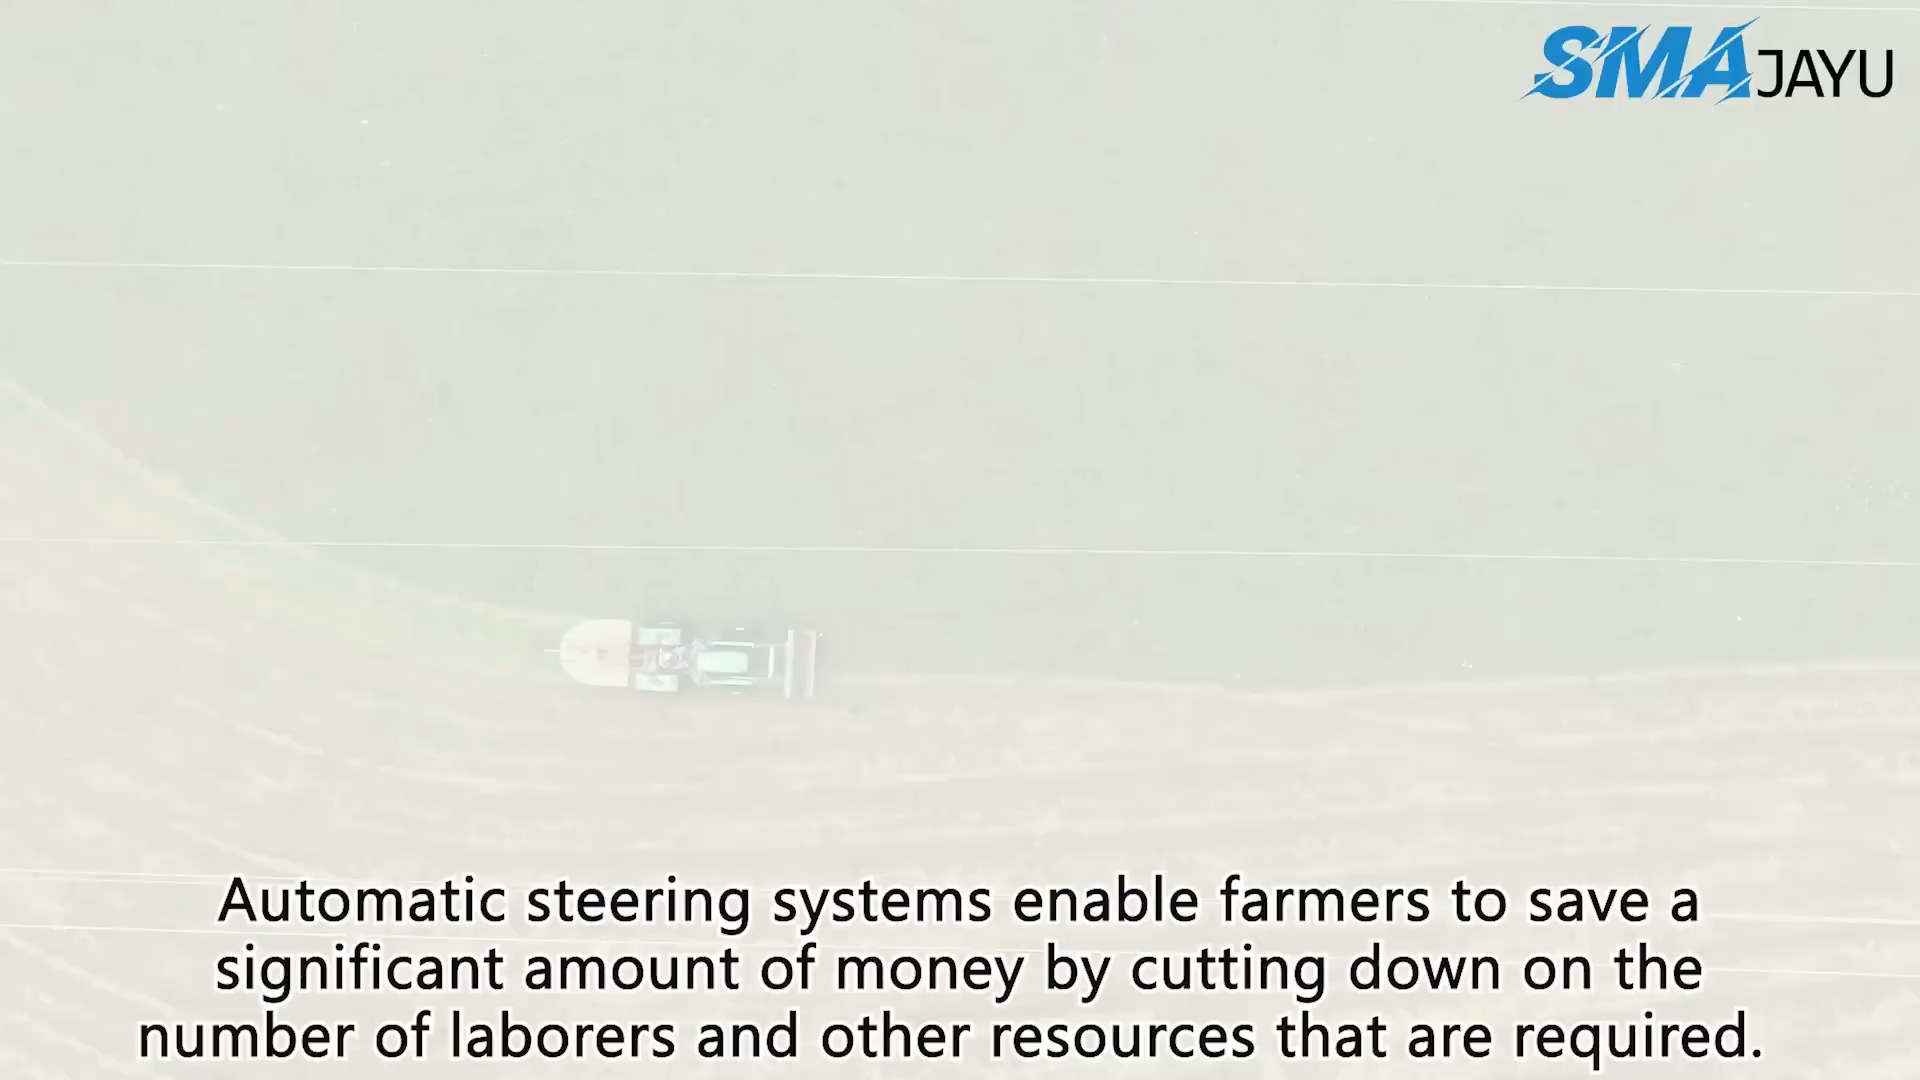 SMAJAYU
Automatic steering systems enable farmers to save a
significant amount of money by cutting down on the
number of laborers and other resources that are required.